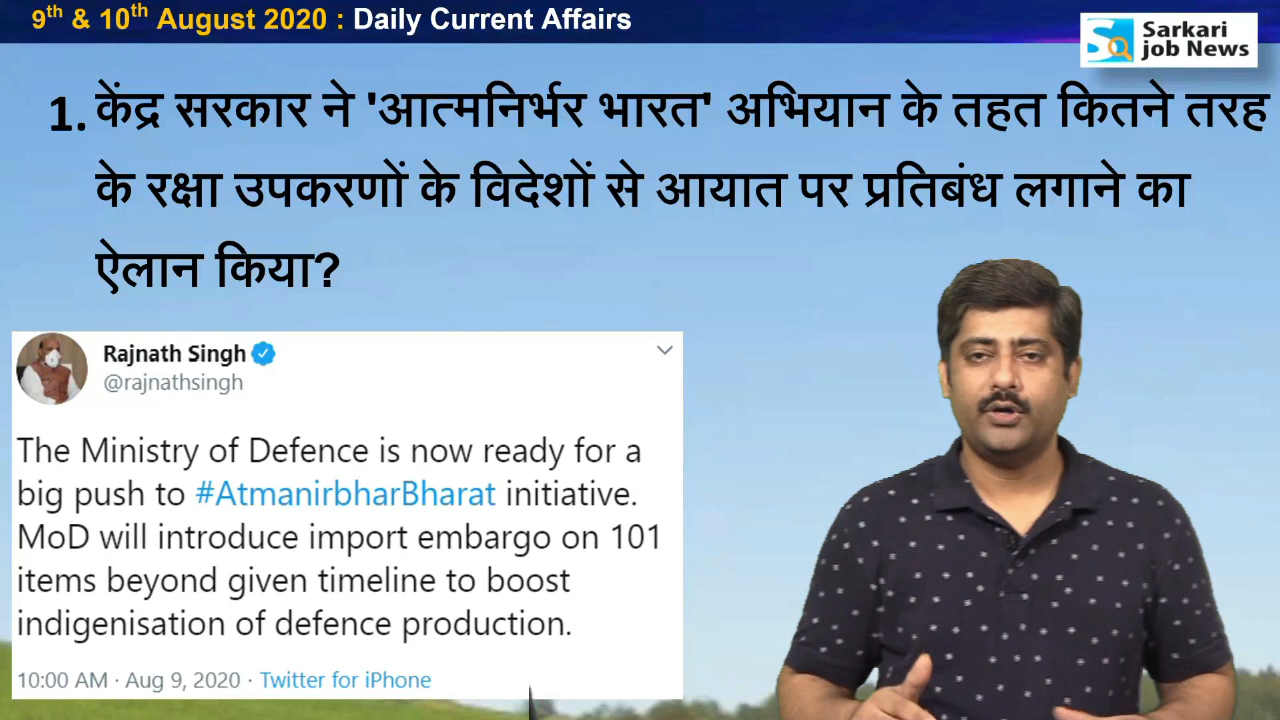 9th & 10th August 2020 : Daily Current Affairs
Sarkari
job News
1. केंद्र सरकार ने 'आत्मनिर्भर भारत' अभियान के तहत कितने तरह
के रक्षा उपकरणों के विदेशों से आयात पर प्रतिबंध लगाने का
ऐलान किया?
Rajnath Singh
@rajnathsingh
The Ministry of Defence is now ready for a
big push to #AtmanirbharBharat initiative.
MoD will introduce import embargo on 101
items beyond given timeline to boost
indigenisation of defence production.
10:00 AM · Aug 9, 2020 · Twitter for iPhone